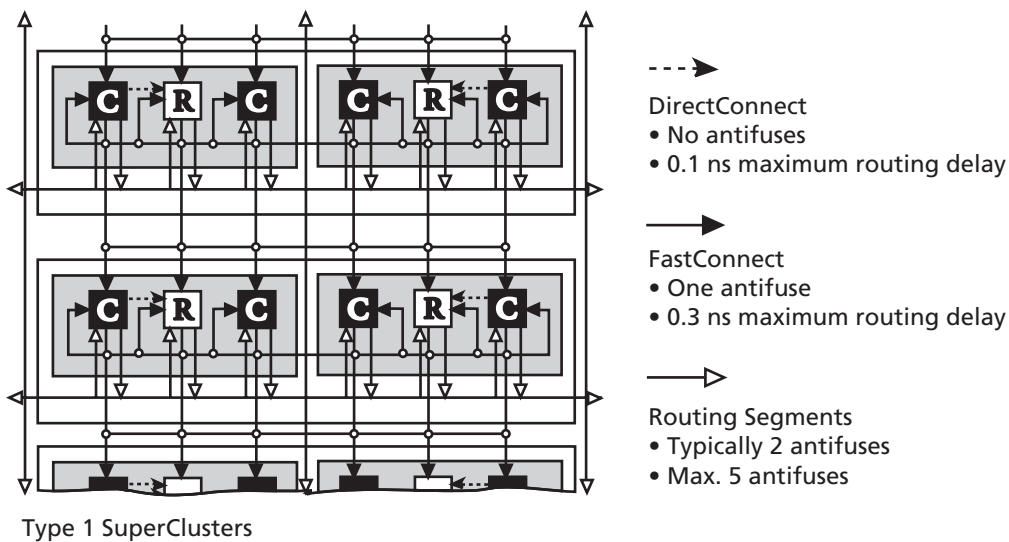 C R C C R C
DirectConnect
• No antifuses
• 0.1 ns maximum routing delay
FastConnect
• One antifuse
• 0.3 ns maximum routing delay
C R C C R C
Routing Segments
• Typically 2 antifuses
• Max. 5 antifuses
Type 1 SuperClusters